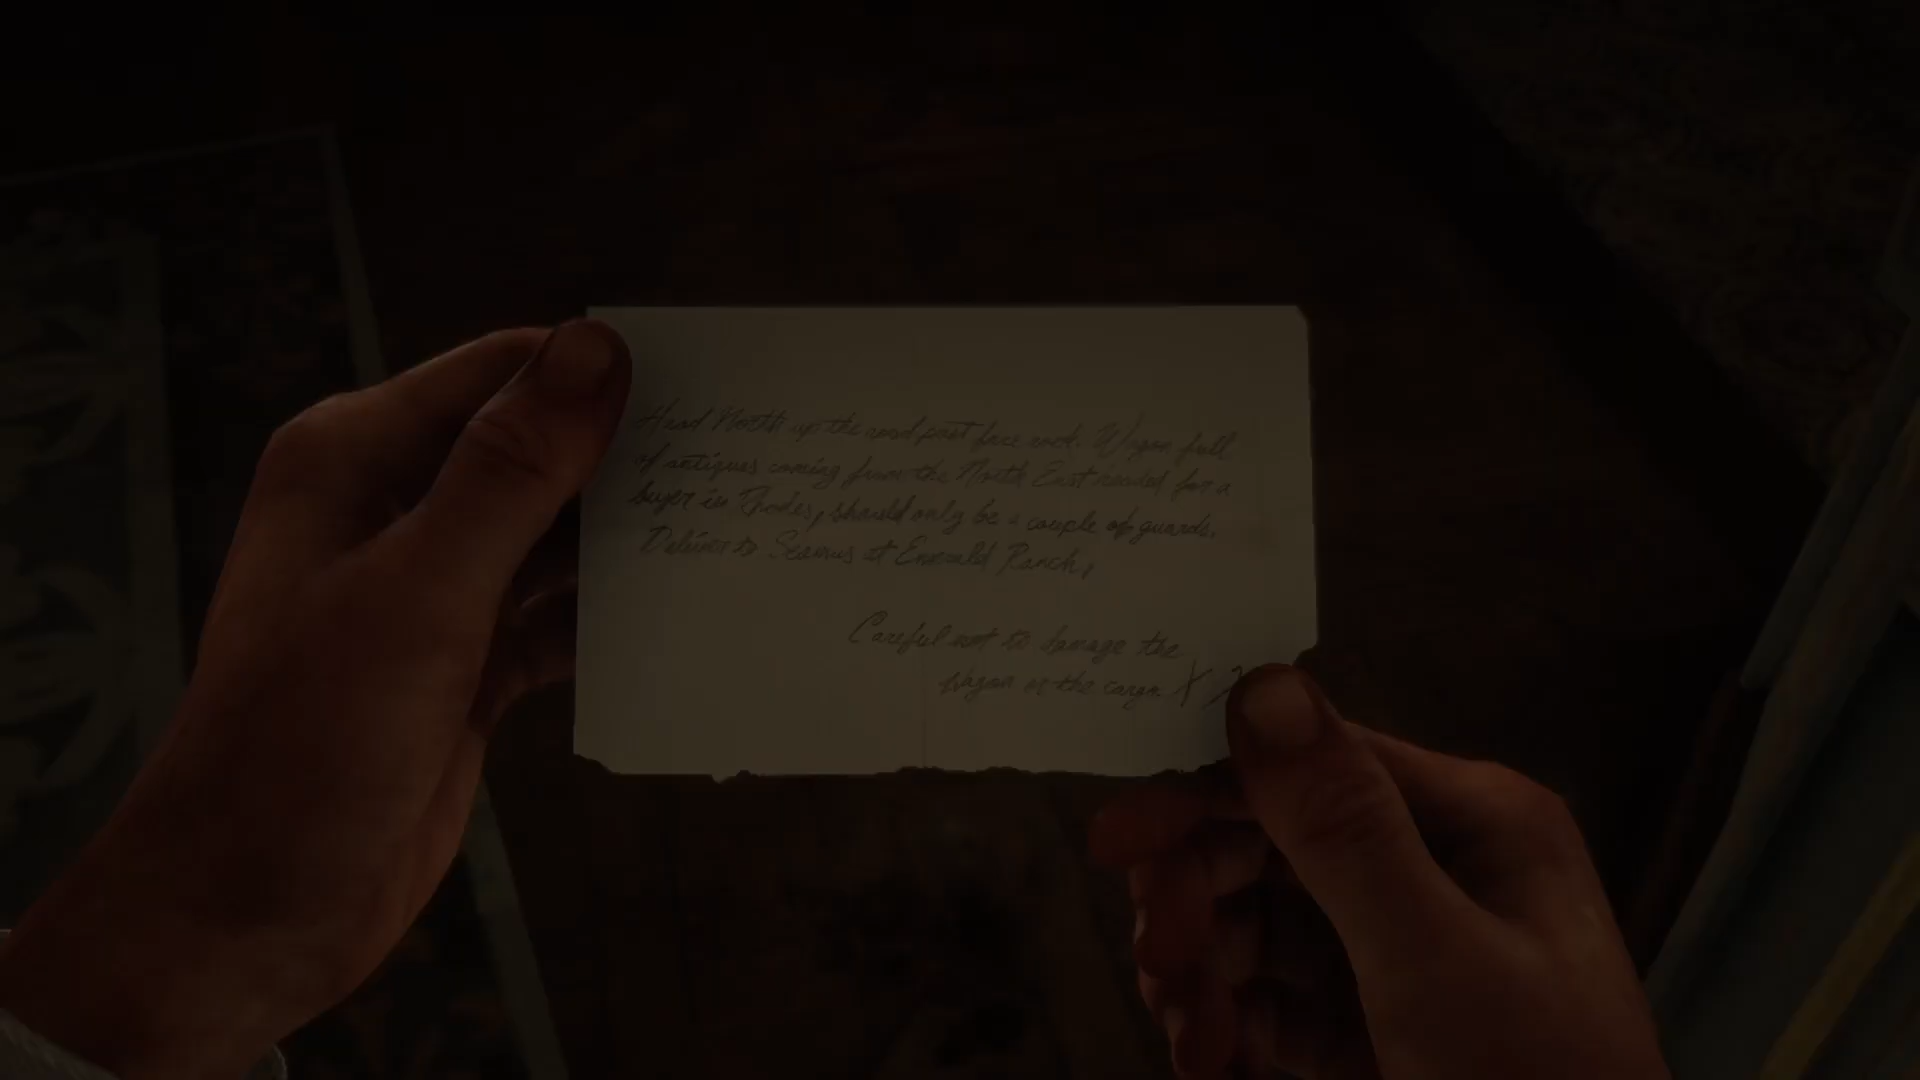 Head North up the road past face rock. Wagon full
of antiques coming from the North East headed for a
buyer in Rhodes, should only be a couple of guards.
Deliver to Seamus at Emerald Ranch,
Careful not to damage the
Wagon or the cargo. X